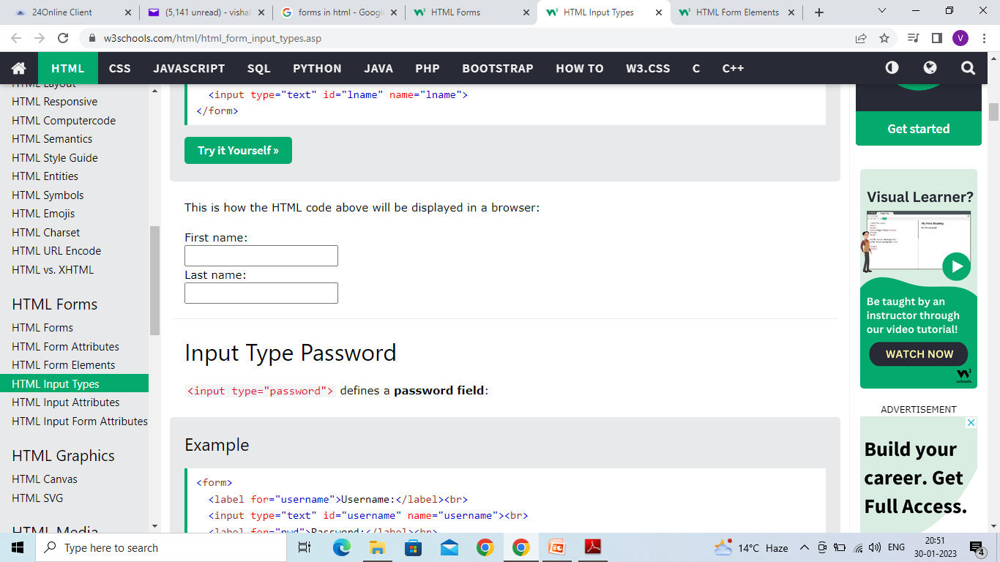 24Online Client
(5,141 unread) - visha
forms in html - Googl
HTML Forms
HTML Input Types
HTML Form Elements
w3schools.com/html/html_form_input_types.asp
V
HTML CSS JAVASCRIPT SQL PYTHON JAVA PHP BOOTSTRAP HOW TO W3.CSS C C++
HTML Layout
HTML Responsive
HTML Computercode
HTML Semantics
HTML Style Guide
HTML Entities
HTML Symbols
HTML Emojis
HTML Charset
HTML URL Encode
HTML vs. XHTML
HTML Forms
HTML Forms
HTML Form Attributes
HTML Form Elements
HTML Input Types
HTML Input Attributes
HTML Input Form Attributes
HTML Graphics
HTML Canvas
HTML SVG
HTML Media
<input type="text" id="lname" name="lname">
</form>
Try it Yourself »
This is how the HTML code above will be displayed in a browser:
First name:
Last name:
Input Type Password
<input type="password"> defines a password field:
Example
<form>
<label for="username">Username:</label><br>
<input type="text" id="username" name="username"><br>
<label for="pwd">Password:</label><br>
Get started
Visual Learner?
My First Heading
Be taught by an
instructor through
our video tutorial!
WATCH NOW
W3
schools
ADVERTISEMENT
Build your
career. Get
Full Access.
Type here to search
14°C Haze
ENG
20:51
30-01-2023
4